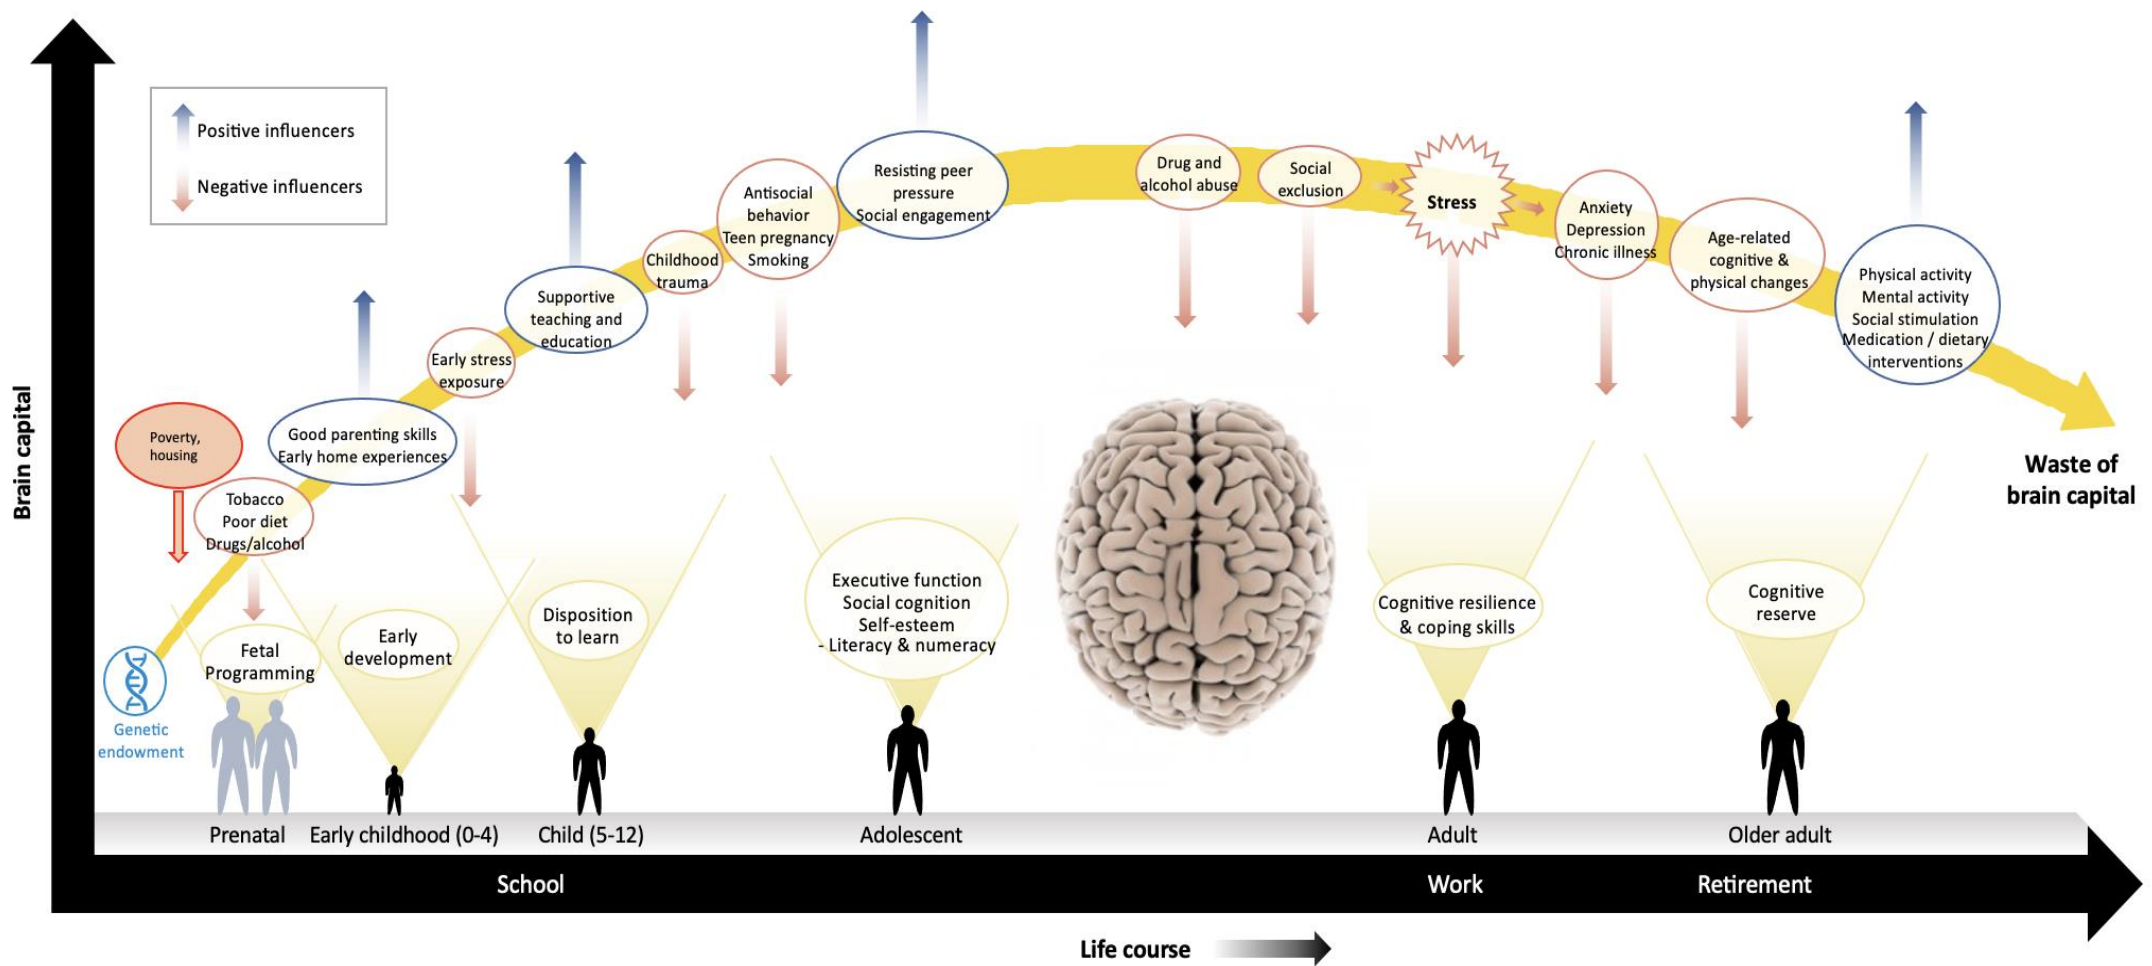 Positive influencers
Negative influencers
Brain capital
Poverty,
housing
Tobacco
Poor diet
Drugs/alcohol
Good parenting skills
Early home experiences
Early stress
exposure
Supportive
teaching and
education
Childhood
trauma
Antisocial
behavior
Teen pregnancy
Smoking
Resisting peer
pressure
Social engagement
Drug and
alcohol abuse
Social
exclusion
Stress
Anxiety
Depression
Chronic illness
Age-related
cognitive &
physical changes
Physical activity
Mental activity
Social stimulation
Medication / dietary
interventions
Waste of
brain capital
Genetic
endowment
Fetal
Programming
Early
development
Disposition
to learn
Executive function
Social cognition
Self-esteem
- Literacy & numeracy
Cognitive resilience
& coping skills
Cognitive
reserve
Prenatal
Early childhood (0-4)
Child (5-12)
Adolescent
Adult
Older adult
School
Work
Retirement
Life course